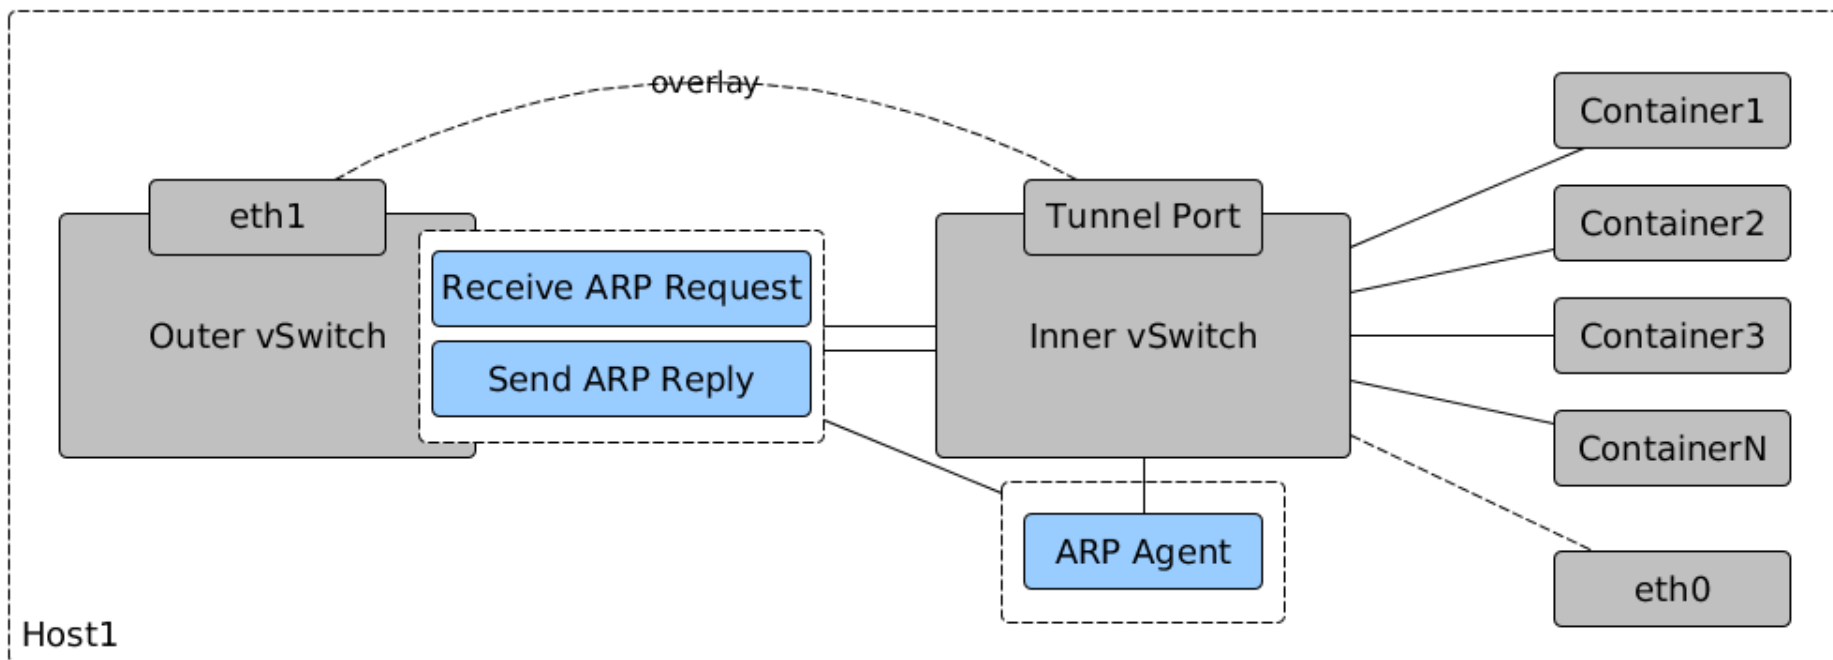 overlay
Container1
eth1
Tunnel Port
Container2
Receive ARP Request
Outer vSwitch
Inner vSwitch
Container3
Send ARP Reply
ContainerN
ARP Agent
eth0
Host1